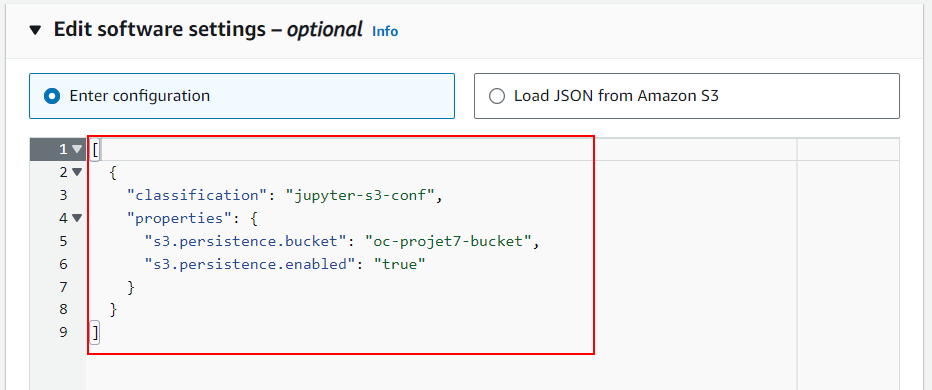 ▼ Edit software settings – optional Info
Enter configuration
Load JSON from Amazon S3
1 [
2 {
3 "classification": "jupyter-s3-conf",
4 "properties": {
5 "s3.persistence.bucket": "oc-projet7-bucket",
6 "s3.persistence.enabled": "true"
7 }
8 }
9 ]